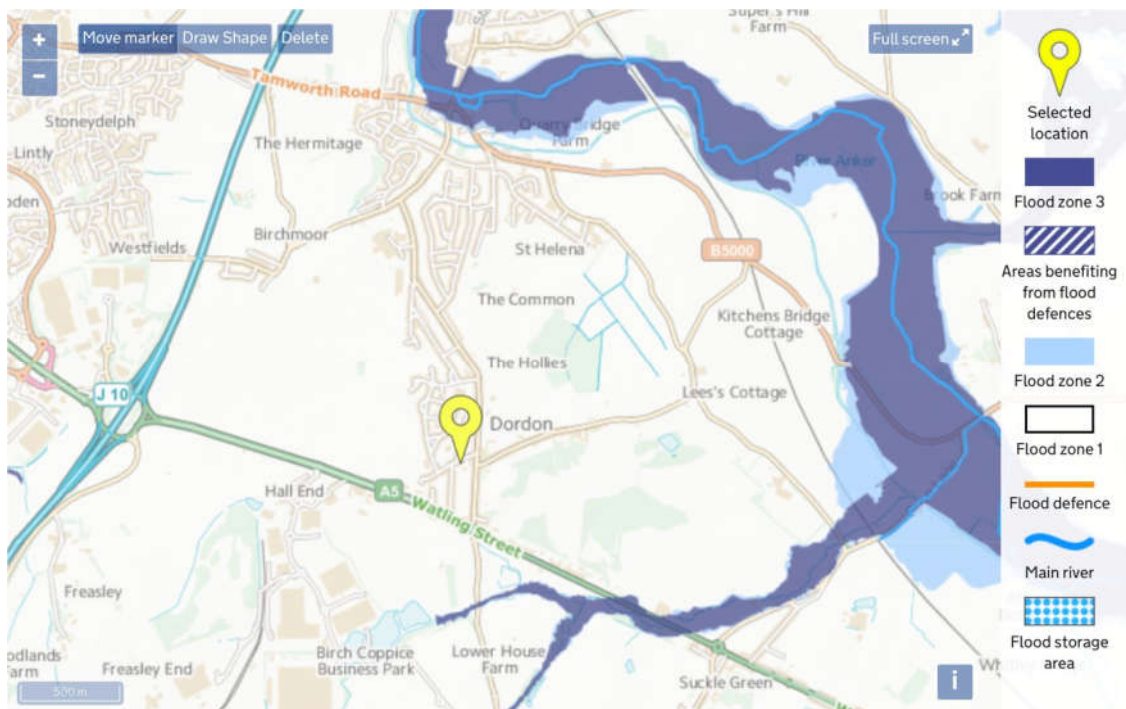 +
−
Move marker
Draw Shape
Delete
Full screen
Super's Hill
Farm
Tamworth Road
Stoneydelph
Lintly
The Hermitage
Quarry Bridge
Farm
River Anker
Brook Farm
Westfields
Birchmoor
St Helena
B5000
The Common
Kitchens Bridge
Cottage
The Hollies
Lees's Cottage
J 10
Dordon
Hall End
A5
Watling Street
Freasley
Birch Coppice
Business Park
Lower House
Farm
Freasley End
Suckle Green
500 m
i
Selected
location
Flood zone 3
Areas benefiting
from flood
defences
Flood zone 2
Flood zone 1
Flood defence
Main river
Flood storage
area